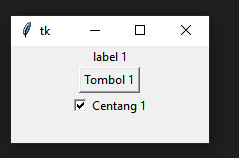 tk
label 1
Tombol 1
Centang 1